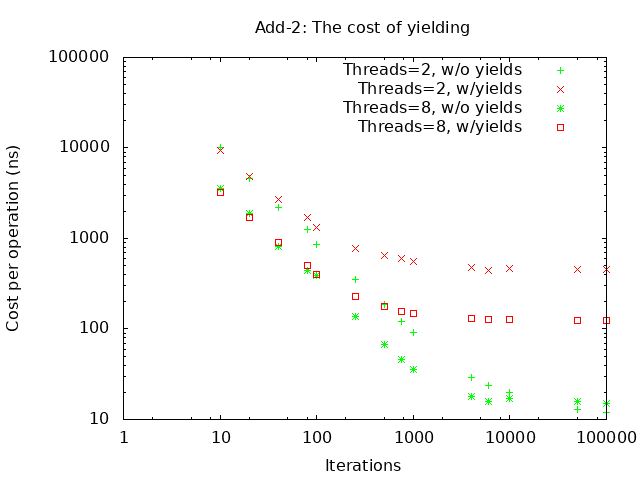 Add-2: The cost of yielding
100000
10000
1000
100
10
Cost per operation (ns)
Threads=2, w/o yields
Threads=2, w/yields
Threads=8, w/o yields
Threads=8, w/yields
1 10 100 1000 10000 100000
Iterations